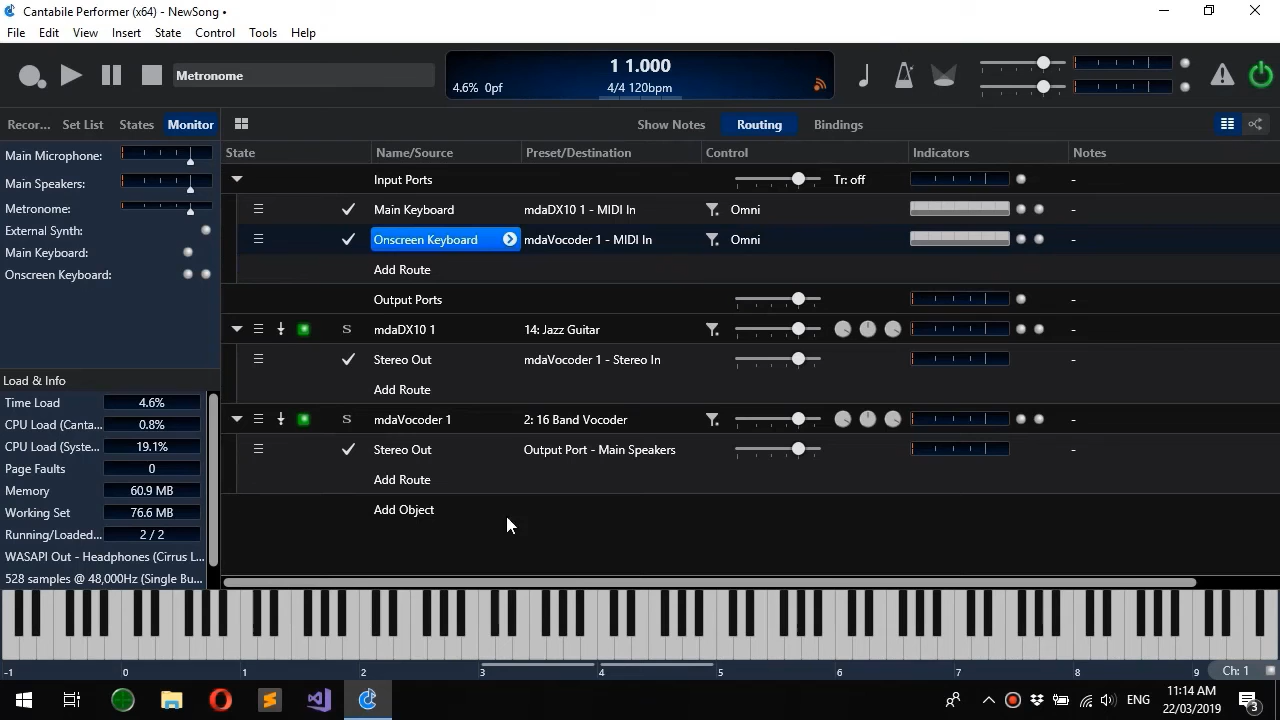 Cantabile Performer (x64) - NewSong •
File Edit View Insert State Control Tools Help
Metronome
1 1.000
4.6% 0pf 4/4 120bpm
Recor... Set List States Monitor
Show Notes Routing Bindings
State Name/Source Preset/Destination Control Indicators Notes
Main Microphone:
Main Speakers:
Metronome:
External Synth:
Main Keyboard:
Onscreen Keyboard:
Input Ports Tr: off -
Main Keyboard mdaDX10 1 - MIDI In Omni -
Onscreen Keyboard mdaVocoder 1 - MIDI In Omni -
Add Route
Output Ports -
S mdaDX10 1 14: Jazz Guitar -
Stereo Out mdaVocoder 1 - Stereo In -
Add Route
S mdaVocoder 1 2: 16 Band Vocoder -
Stereo Out Output Port - Main Speakers -
Add Route
Add Object
Load & Info
Time Load 4.6%
CPU Load (Canta... 0.8%
CPU Load (Syste... 19.1%
Page Faults 0
Memory 60.9 MB
Working Set 76.6 MB
Running/Loaded... 2 / 2
WASAPI Out - Headphones (Cirrus L...
528 samples @ 48,000Hz (Single Bu...
-1 0 1 2 3 4 5 6 7 8 9 Ch: 1
ENG
11:14 AM
22/03/2019
3